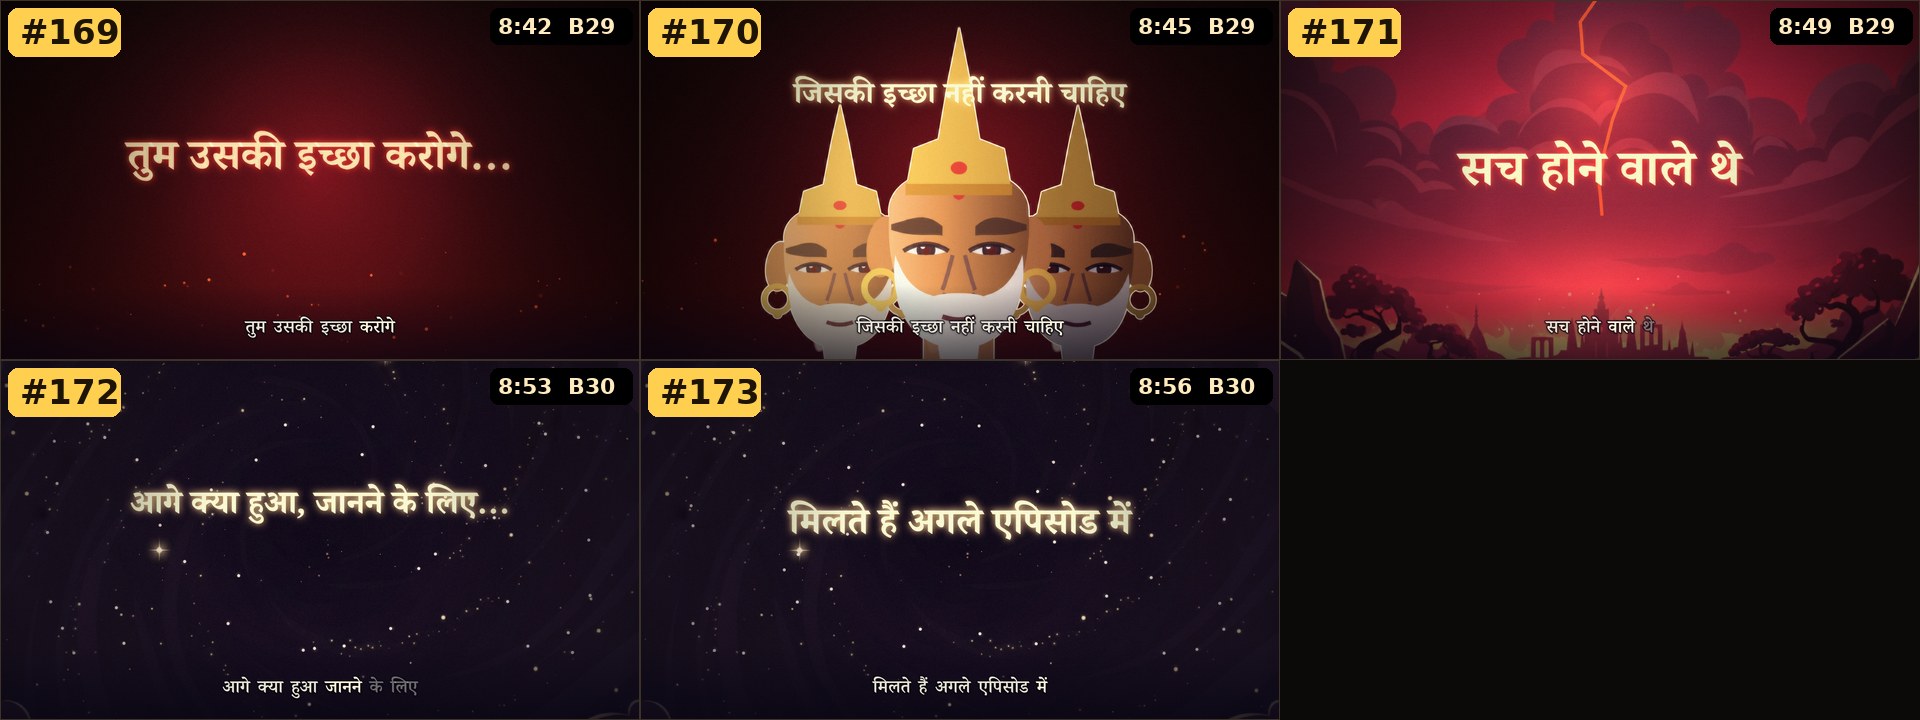 #169
8:42 B29
तुम उसकी इच्छा करोगे...
तुम उसकी इच्छा करोगे
#170
8:45 B29
जिसकी इच्छा नहीं करनी चाहिए
जिसकी इच्छा नहीं करनी चाहिए
#171
8:49 B29
सच होने वाले थे
सच होने वाले थे
#172
8:53 B30
आगे क्या हुआ, जानने के लिए...
आगे क्या हुआ जानने के लिए
#173
8:56 B30
मिलते हैं अगले एपिसोड में
मिलते हैं अगले एपिसोड में